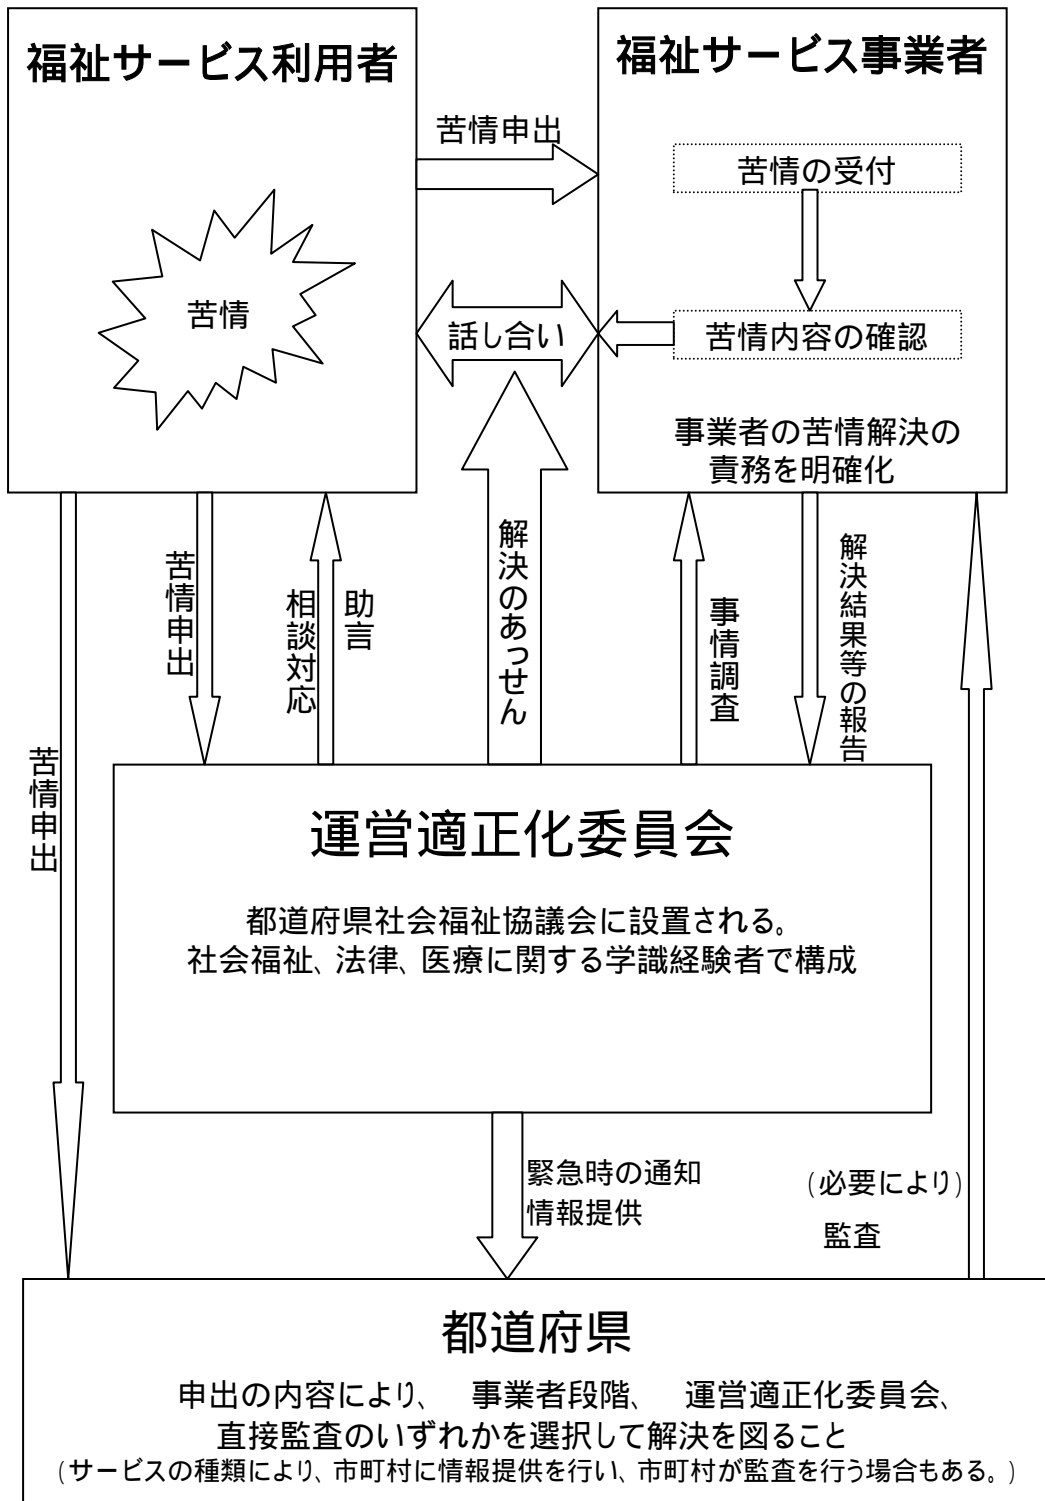 福祉サービス利用者
福祉サービス事業者
苦情申出
苦情の受付
苦情
話し合い
苦情内容の確認
事業者の苦情解決の
責務を明確化
苦情申出
苦情申出
相談対応
助言
解決のあっせん
事情調査
解決結果等の報告
運営適正化委員会
都道府県社会福祉協議会に設置される。
社会福祉、法律、医療に関する学識経験者で構成
緊急時の通知
情報提供
(必要により)
監査
都道府県
申出の内容により、 事業者段階、 運営適正化委員会、
直接監査のいずれかを選択して解決を図ること
(サービスの種類により、市町村に情報提供を行い、市町村が監査を行う場合もある。)